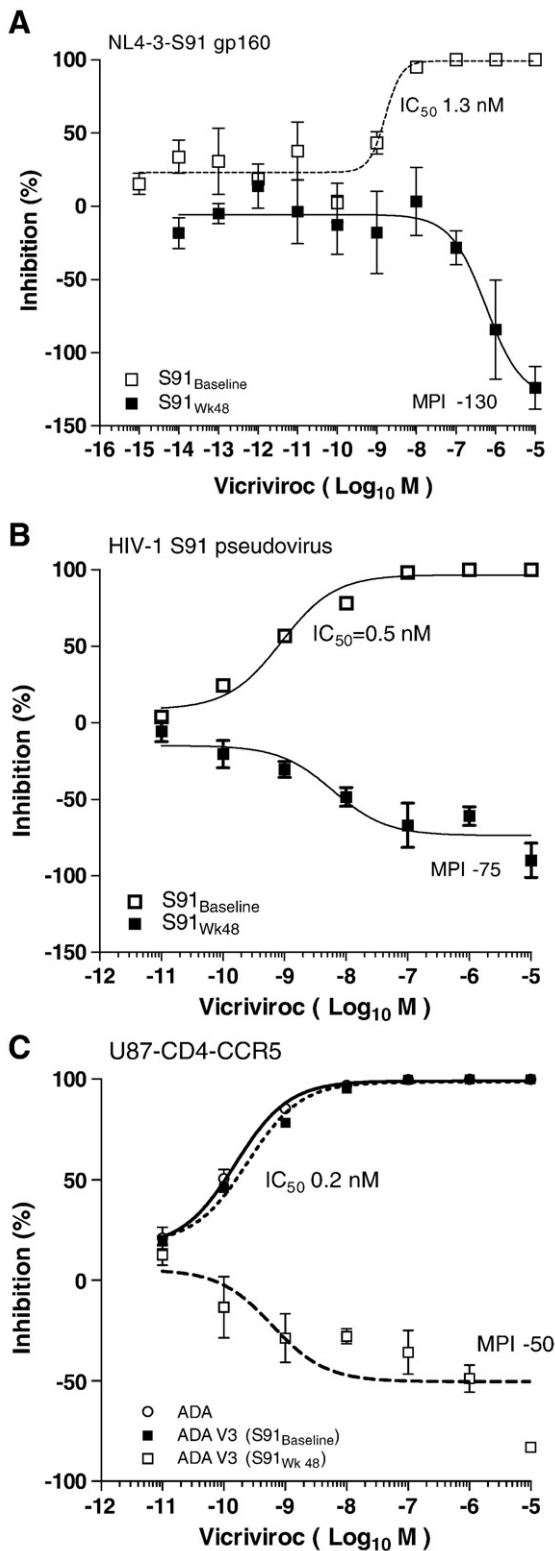 A
NL4-3-S91 gp160
100
50
0
-50
-100
-150
Inhibition (%)
IC50 1.3 nM
S91Baseline
S91Wk48
MPI -130
-16 -15 -14 -13 -12 -11 -10 -9 -8 -7 -6 -5
Vicriviroc ( Log10 M )
B
HIV-1 S91 pseudovirus
100
50
0
-50
-100
-150
Inhibition (%)
IC50=0.5 nM
MPI -75
S91Baseline
S91Wk48
-12 -11 -10 -9 -8 -7 -6 -5
Vicriviroc ( Log10 M )
C
U87-CD4-CCR5
100
50
0
-50
-100
Inhibition (%)
IC50 0.2 nM
MPI -50
ADA
ADA V3 (S91Baseline)
ADA V3 (S91Wk 48)
-12 -11 -10 -9 -8 -7 -6 -5
Vicriviroc ( Log10 M )